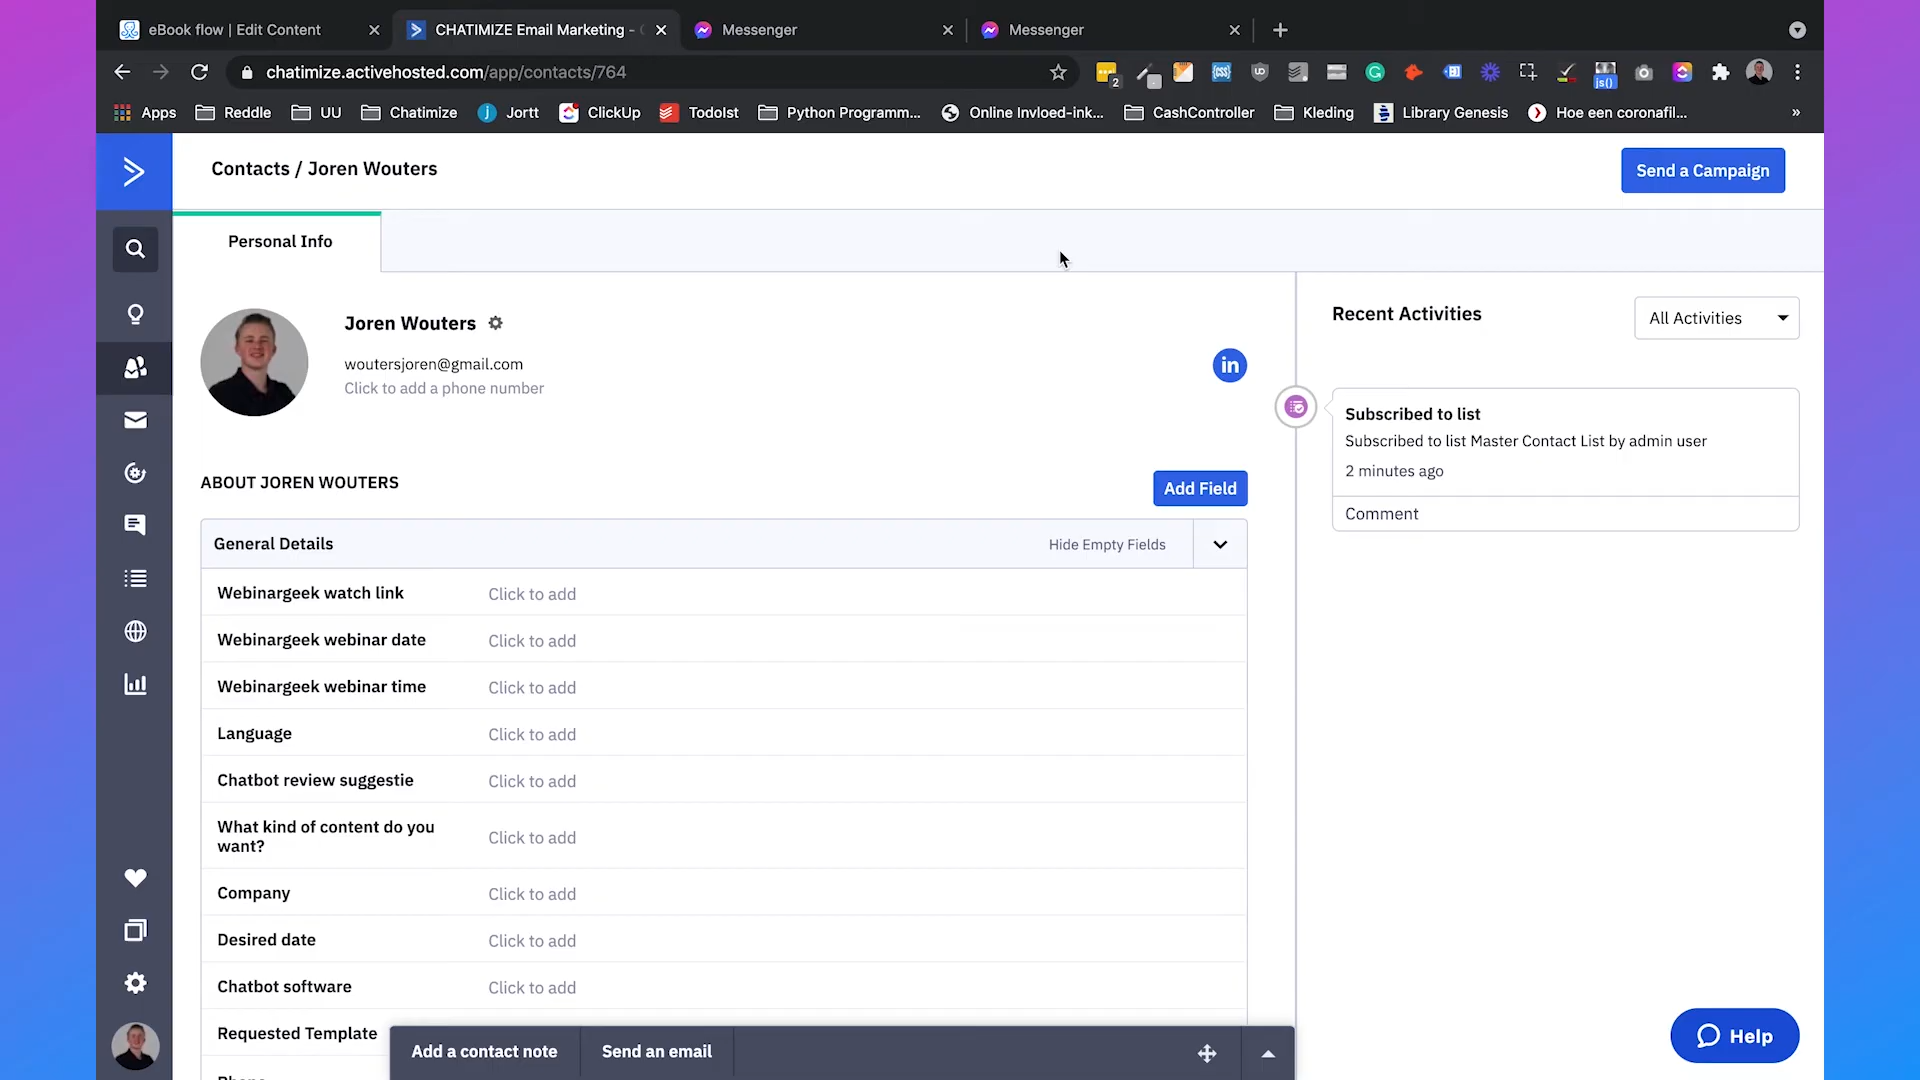 eBook flow | Edit Content
CHATIMIZE Email Marketing -
Messenger
Messenger
chatimize.activehosted.com/app/contacts/764
2
{css}
UD
js()
Apps
Reddle
UU
Chatimize
Jortt
ClickUp
TodoIst
Python Programm...
Online Invloed-ink...
CashController
Kleding
Library Genesis
Hoe een coronafil...
»
Contacts / Joren Wouters
Send a Campaign
Personal Info
Joren Wouters
woutersjoren@gmail.com
Click to add a phone number
in
ABOUT JOREN WOUTERS
Add Field
General Details
Hide Empty Fields
Webinargeek watch link
Click to add
Webinargeek webinar date
Click to add
Webinargeek webinar time
Click to add
Language
Click to add
Chatbot review suggestie
Click to add
What kind of content do you
want?
Click to add
Company
Click to add
Desired date
Click to add
Chatbot software
Click to add
Requested Template
Add a contact note
Send an email
Recent Activities
All Activities
Subscribed to list
Subscribed to list Master Contact List by admin user
2 minutes ago
Comment
Help